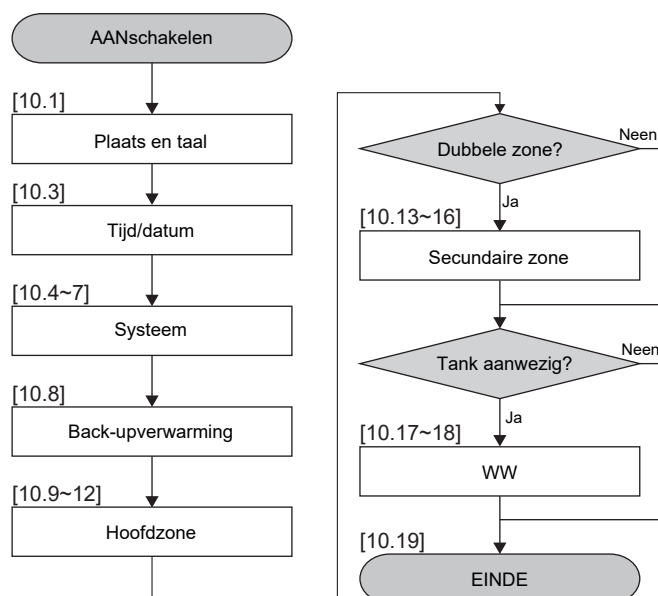 AANschakelen
[10.1]
Plaats en taal
[10.3]
Tijd/datum
[10.4~7]
Systeem
[10.8]
Back-upverwarming
[10.9~12]
Hoofdzone
Dubbele zone?
Neen
Ja
[10.13~16]
Secundaire zone
Tank aanwezig?
Neen
Ja
[10.17~18]
WW
[10.19]
EINDE